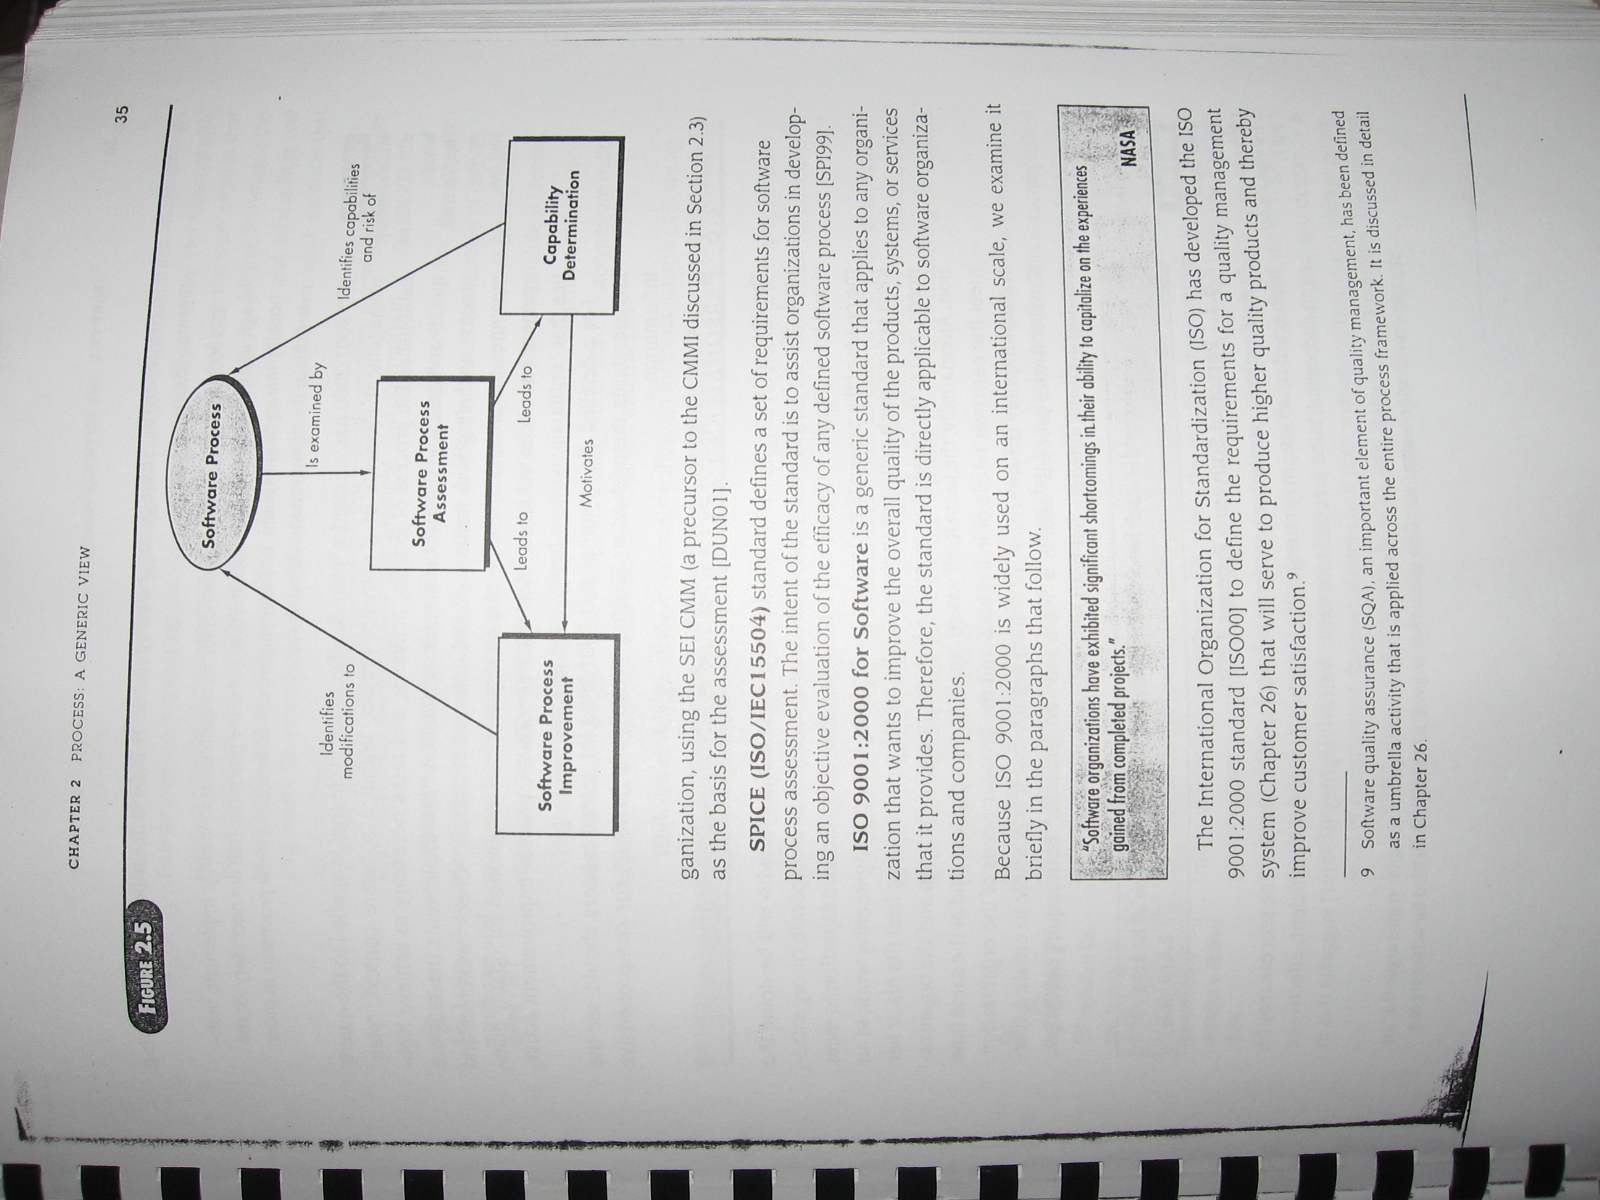 CHAPTER 2 PROCESS: A GENERIC VIEW 35
FIGURE 2.5
Software Process
Identifies
modifications to
Is examined by
Identifies capabilities
and risk of
Software Process
Assessment
Leads to
Leads to
Software Process
Improvement
Capability
Determination
Motivates
ganization, using the SEI CMM (a precursor to the CMMI discussed in Section 2.3)
as the basis for the assessment [DUN01].
SPICE (ISO/IEC15504) standard defines a set of requirements for software
process assessment. The intent of the standard is to assist organizations in develop-
ing an objective evaluation of the efficacy of any defined software process [SPI99].
ISO 9001:2000 for Software is a generic standard that applies to any organi-
zation that wants to improve the overall quality of the products, systems, or services
that it provides. Therefore, the standard is directly applicable to software organiza-
tions and companies.
Because ISO 9001:2000 is widely used on an international scale, we examine it
briefly in the paragraphs that follow.
"Software organizations have exhibited significant shortcomings in their ability to capitalize on the experiences
gained from completed projects."
NASA
The International Organization for Standardization (ISO) has developed the ISO
9001:2000 standard [ISO00] to define the requirements for a quality management
system (Chapter 26) that will serve to produce higher quality products and thereby
improve customer satisfaction.9
9 Software quality assurance (SQA), an important element of quality management, has been defined
as a umbrella activity that is applied across the entire process framework. It is discussed in detail
in Chapter 26.